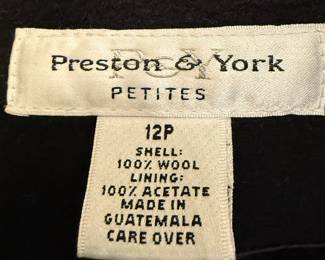 P&Y
Preston & York
PETITES
12P
SHELL:
100% WOOL
LINING:
100% ACETATE
MADE IN
GUATEMALA
CARE OVER